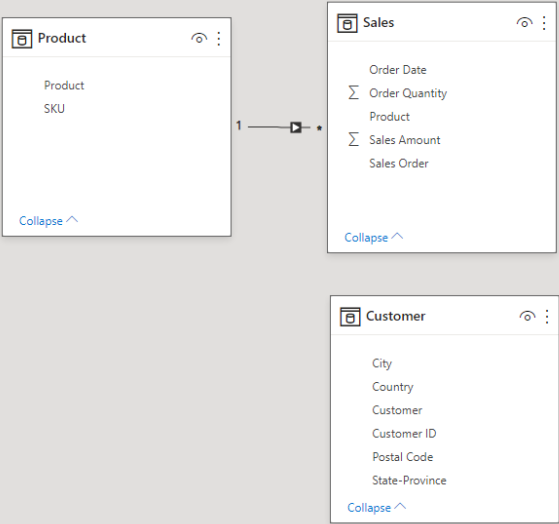 Product
Product
SKU
Collapse
1
*
Sales
Order Date
Σ Order Quantity
Product
Σ Sales Amount
Sales Order
Collapse
Customer
City
Country
Customer
Customer ID
Postal Code
State-Province
Collapse